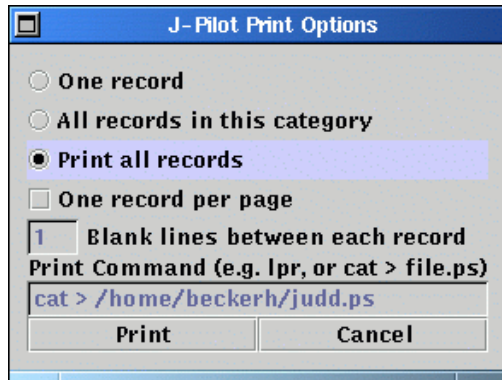 J-Pilot Print Options
One record
All records in this category
Print all records
One record per page
1 Blank lines between each record
Print Command (e.g. lpr, or cat > file.ps)
cat > /home/beckerh/judd.ps
Print Cancel